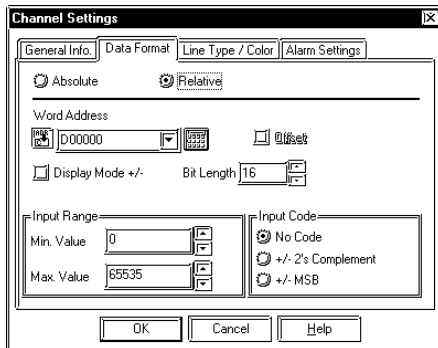 Channel Settings
General Info. Data Format Line Type / Color Alarm Settings
Absolute Relative
Word Address
D00000 Offset
Display Mode +/- Bit Length 16
Input Range Input Code
Min. Value 0 No Code
+/- 2's Complement
Max. Value 65535 +/- MSB
OK Cancel Help